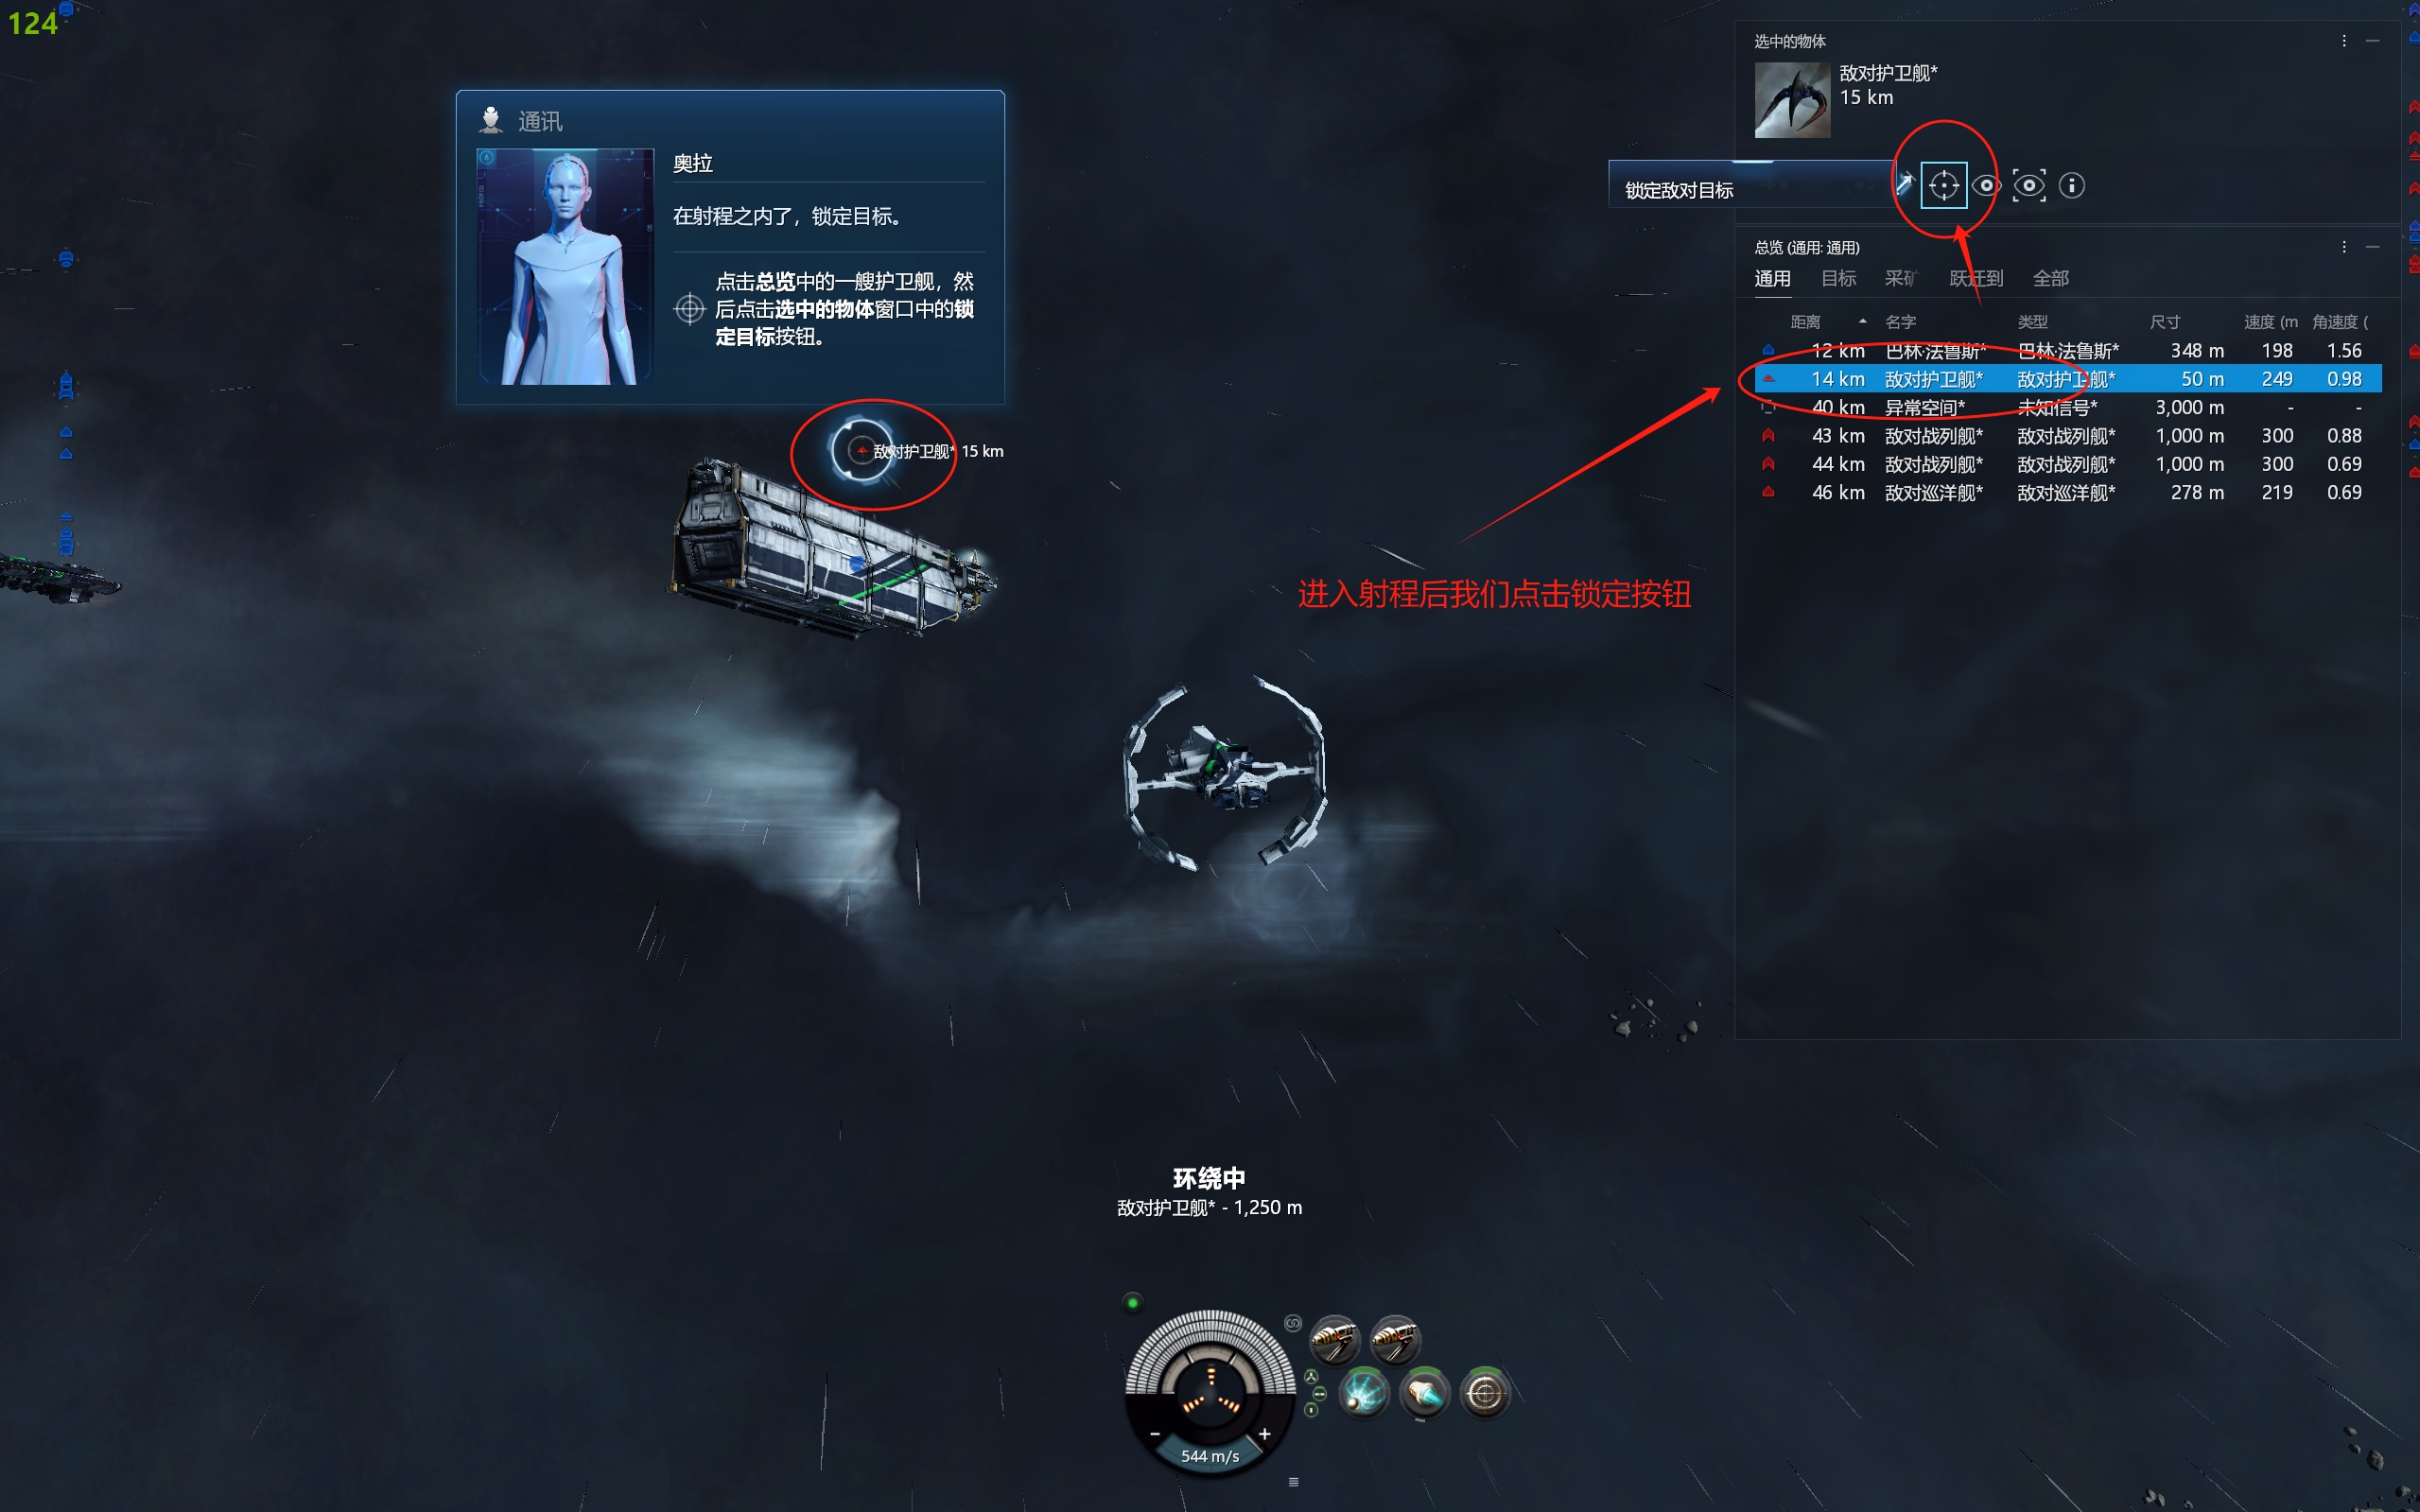 124
通讯
奥拉
在射程之内了，锁定目标。
点击总览中的一艘护卫舰，然
后点击选中的物体窗口中的锁
定目标按钮。
敌对护卫舰* 15 km
选中的物体
敌对护卫舰*
15 km
锁定敌对目标
总览 (通用: 通用)
通用 目标 采矿 跃迁到 全部
距离 名字 类型 尺寸 速度 (m 角速度 (
12 km 巴林·法鲁斯* 巴林·法鲁斯* 348 m 198 1.56
14 km 敌对护卫舰* 敌对护卫舰* 50 m 249 0.98
40 km 异常空间* 未知信号* 3,000 m - -
43 km 敌对战列舰* 敌对战列舰* 1,000 m 300 0.88
44 km 敌对战列舰* 敌对战列舰* 1,000 m 300 0.69
46 km 敌对巡洋舰* 敌对巡洋舰* 278 m 219 0.69
进入射程后我们点击锁定按钮
环绕中
敌对护卫舰* - 1,250 m
544 m/s